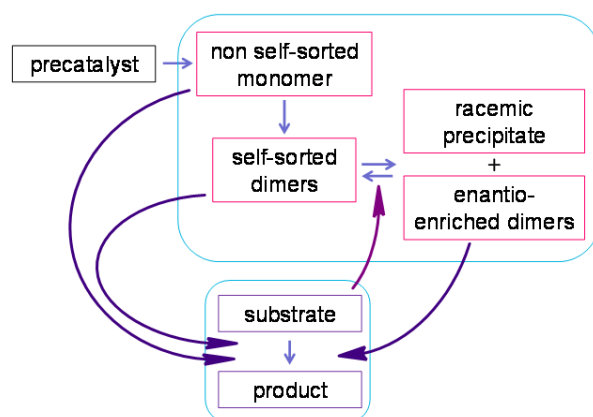 precatalyst
non self-sorted
monomer
self-sorted
dimers
racemic
precipitate
+
enantio-
enriched dimers
substrate
product